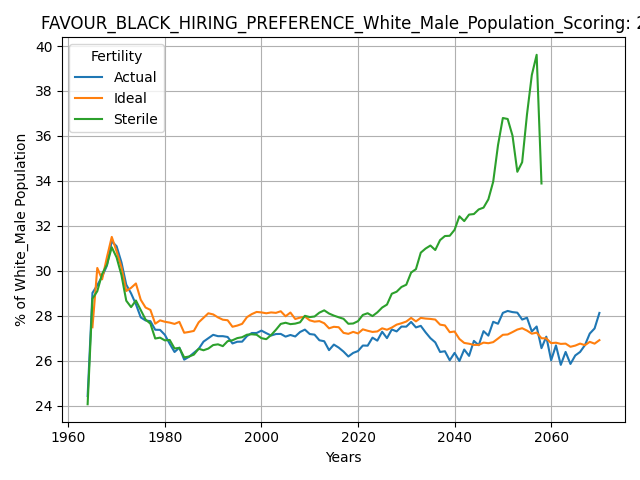 FAVOUR_BLACK_HIRING_PREFERENCE_White_Male_Population_Scoring: 2
Fertility
Actual
Ideal
Sterile
% of White_Male Population
40
38
36
34
32
30
28
26
24
1960
1980
2000
2020
2040
2060
Years